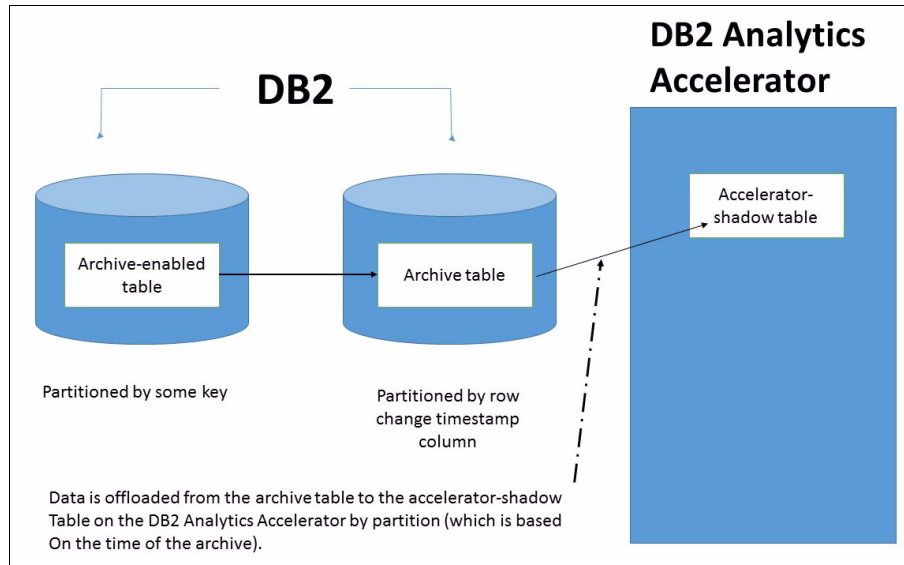 DB2 Analytics
Accelerator
DB2
Accelerator-
shadow table
Archive-enabled
table
Archive table
Partitioned by some key
Partitioned by row
change timestamp
column
Data is offloaded from the archive table to the accelerator-shadow
Table on the DB2 Analytics Accelerator by partition (which is based
On the time of the archive).